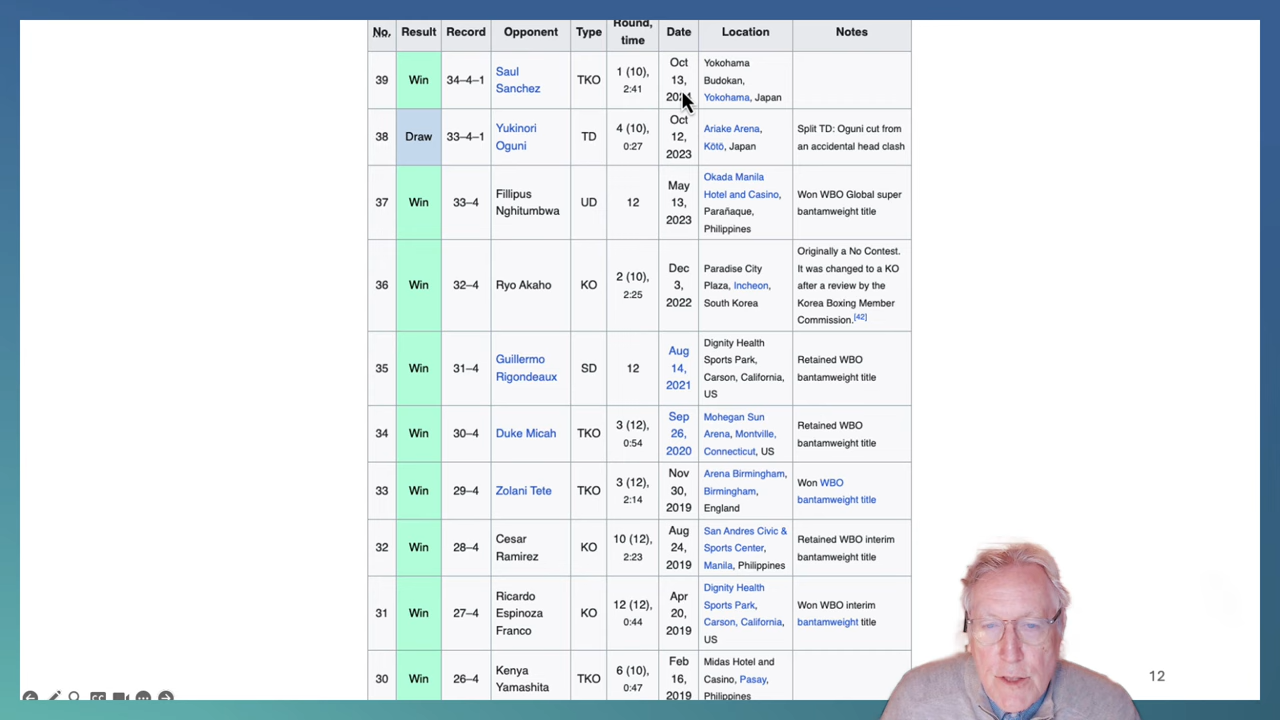 No. Result Record Opponent Type Round, time Date Location Notes
39 Win 34–4–1 Saul Sanchez TKO 1 (10), 2:41 Oct 13, Yokohama Budokan, Yokohama, Japan
38 Draw 33–4–1 Yukinori Oguni TD 4 (10), 0:27 Oct 12, 2023 Ariake Arena, Kōtō, Japan Split TD: Oguni cut from an accidental head clash
37 Win 33–4 Fillipus Nghitumbwa UD 12 May 13, 2023 Okada Manila Hotel and Casino, Parañaque, Philippines Won WBO Global super bantamweight title
36 Win 32–4 Ryo Akaho KO 2 (10), 2:25 Dec 3, 2022 Paradise City Plaza, Incheon, South Korea Originally a No Contest. It was changed to a KO after a review by the Korea Boxing Member Commission.[42]
35 Win 31–4 Guillermo Rigondeaux SD 12 Aug 14, 2021 Dignity Health Sports Park, Carson, California, US Retained WBO bantamweight title
34 Win 30–4 Duke Micah TKO 3 (12), 0:54 Sep 26, 2020 Mohegan Sun Arena, Montville, Connecticut, US Retained WBO bantamweight title
33 Win 29–4 Zolani Tete TKO 3 (12), 2:14 Nov 30, 2019 Arena Birmingham, Birmingham, England Won WBO bantamweight title
32 Win 28–4 Cesar Ramirez KO 10 (12), 2:23 Aug 24, 2019 San Andres Civic & Sports Center, Manila, Philippines Retained WBO interim bantamweight title
31 Win 27–4 Ricardo Espinoza Franco KO 12 (12), 0:44 Apr 20, 2019 Dignity Health Sports Park, Carson, California, US Won WBO interim bantamweight title
30 Win 26–4 Kenya Yamashita TKO 6 (10), 0:47 Feb 16, 2019 Midas Hotel and Casino, Pasay, Philippines
12